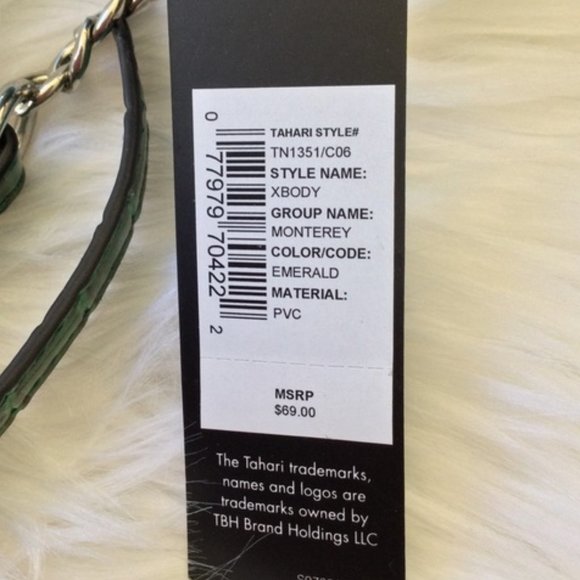 0 77979 70422 2
TAHARI STYLE#
TN1351/C06
STYLE NAME:
XBODY
GROUP NAME:
MONTEREY
COLOR/CODE:
EMERALD
MATERIAL:
PVC
MSRP
$69.00
The Tahari trademarks,
names and logos are
trademarks owned by
TBH Brand Holdings LLC